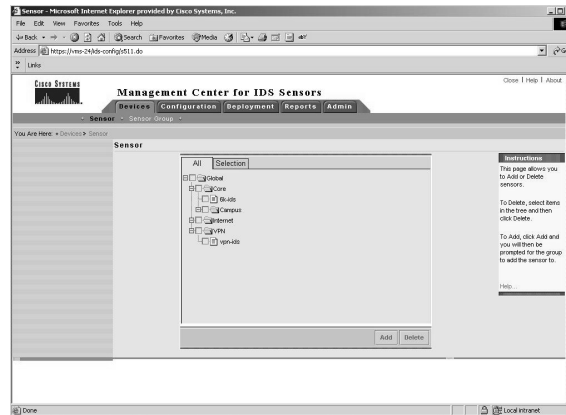 Sensor - Microsoft Internet Explorer provided by Cisco Systems, Inc.
File Edit View Favorites Tools Help
Back Search Favorites Media
Address https://vms-24/ids-config/s511.do Go
Links
CISCO SYSTEMS
Close | Help | About
Management Center for IDS Sensors
Devices Configuration Deployment Reports Admin
Sensor Sensor Group
You Are Here: Devices > Sensor
Sensor
All Selection
Global
Core
6k-ids
Campus
Internet
VPN
vpn-ids
Add Delete
Instructions
This page allows you
to Add or Delete
sensors.
To Delete, select items
in the tree and then
click Delete.
To Add, click Add and
you will then be
prompted for the group
to add the sensor to.
Help...
Done Local intranet